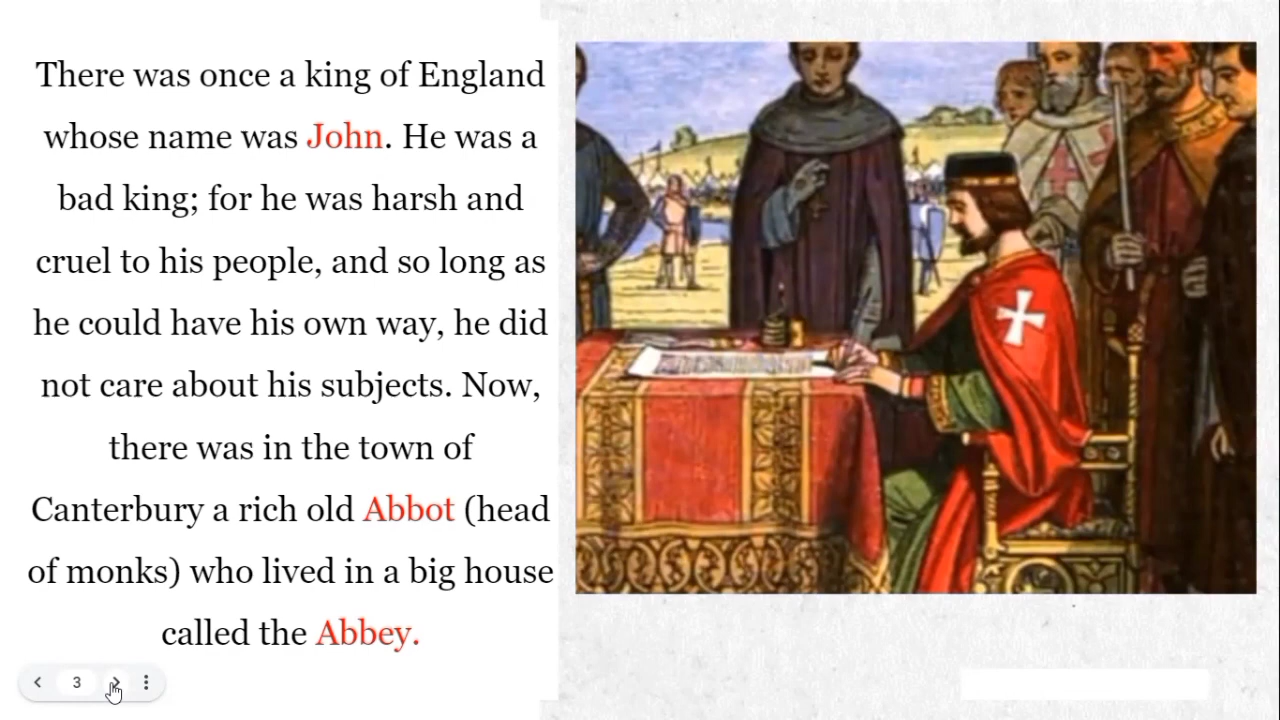 There was once a king of England
whose name was John. He was a
bad king; for he was harsh and
cruel to his people, and so long as
he could have his own way, he did
not care about his subjects. Now,
there was in the town of
Canterbury a rich old Abbot (head
of monks) who lived in a big house
called the Abbey.
3